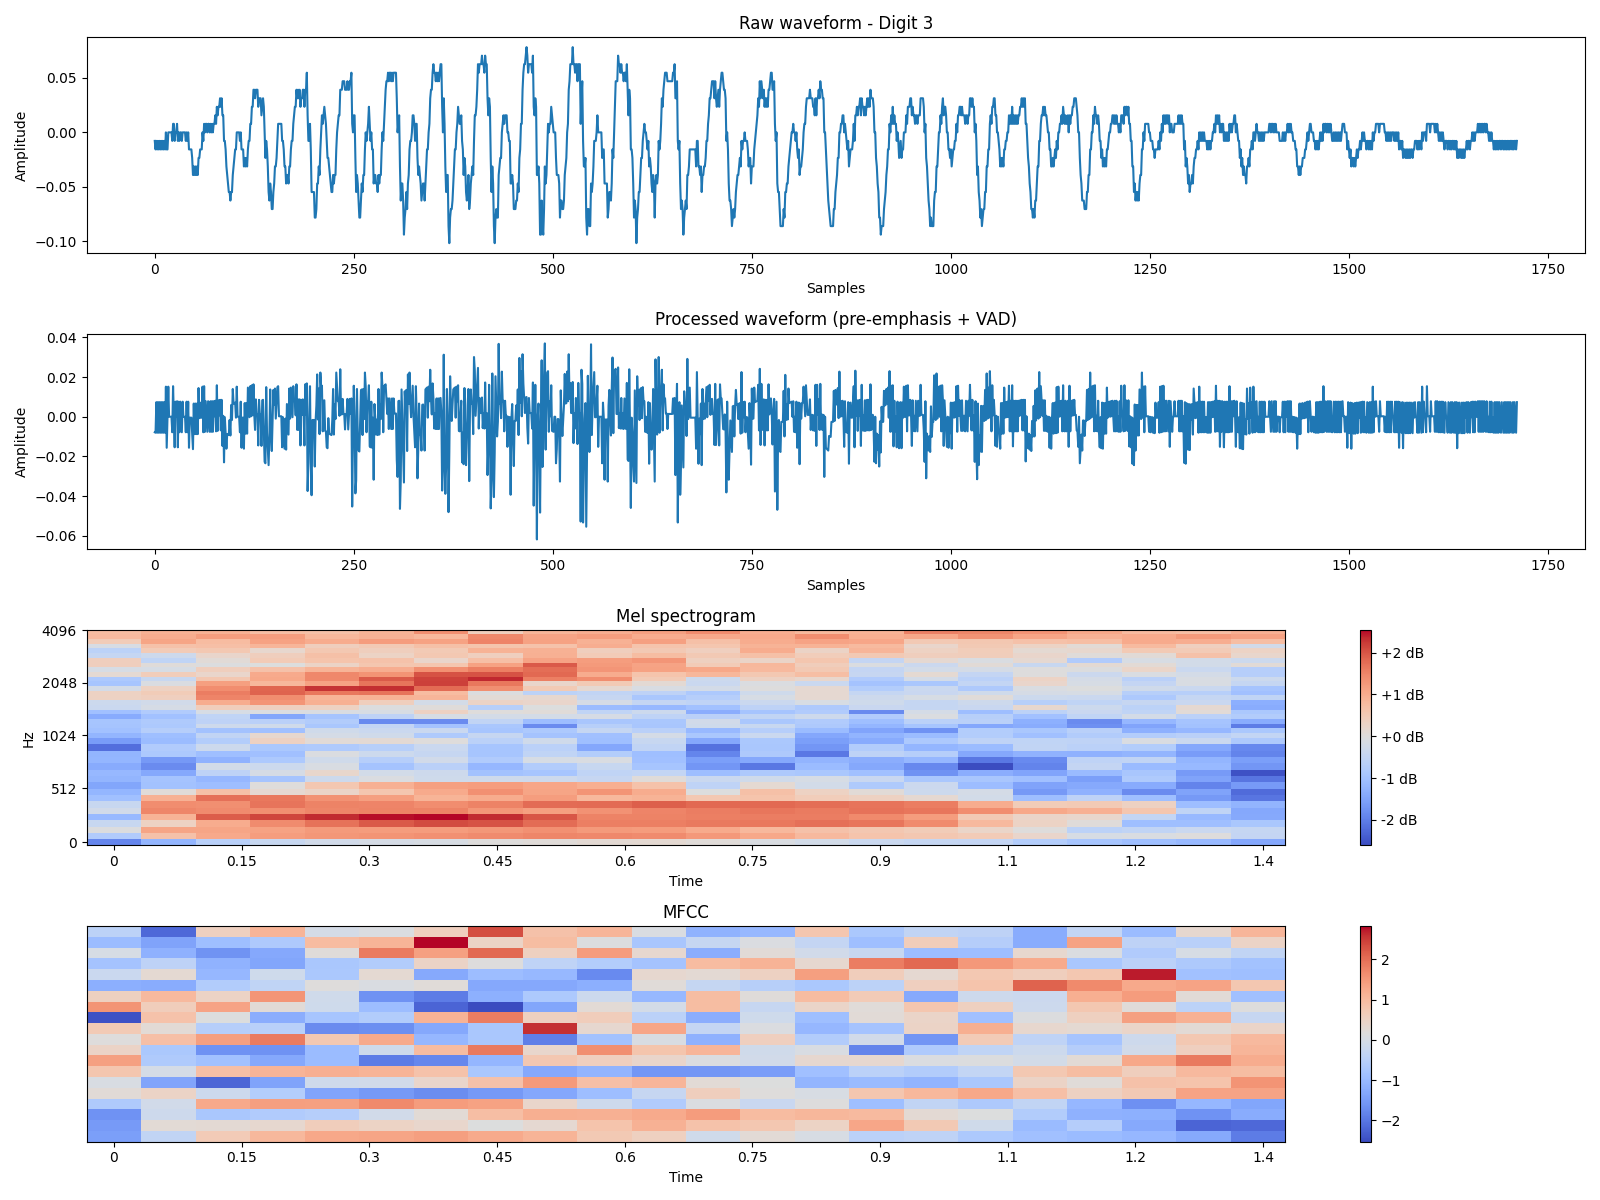 Raw waveform - Digit 3
0.05
0.00
−0.05
−0.10
Amplitude
0 250 500 750 1000 1250 1500 1750
Samples
Processed waveform (pre-emphasis + VAD)
0.04
0.02
0.00
−0.02
−0.04
−0.06
Amplitude
0 250 500 750 1000 1250 1500 1750
Samples
Mel spectrogram
4096
2048
1024
512
0
Hz
0 0.15 0.3 0.45 0.6 0.75 0.9 1.1 1.2 1.4
Time
+2 dB
+1 dB
+0 dB
-1 dB
-2 dB
MFCC
0 0.15 0.3 0.45 0.6 0.75 0.9 1.1 1.2 1.4
Time
2
1
0
−1
−2